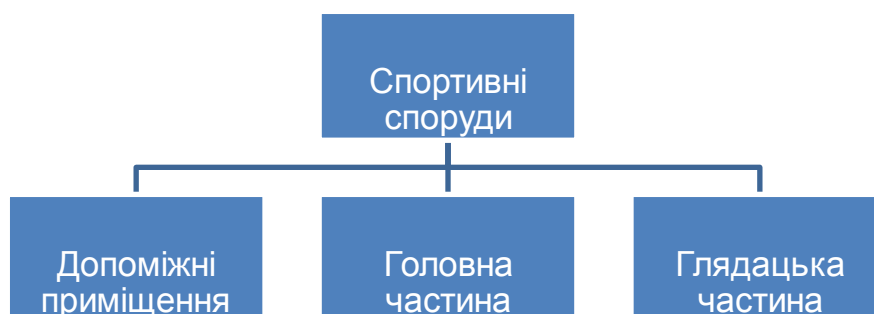 Спортивні
споруди
Допоміжні
приміщення
Головна
частина
Глядацька
частина